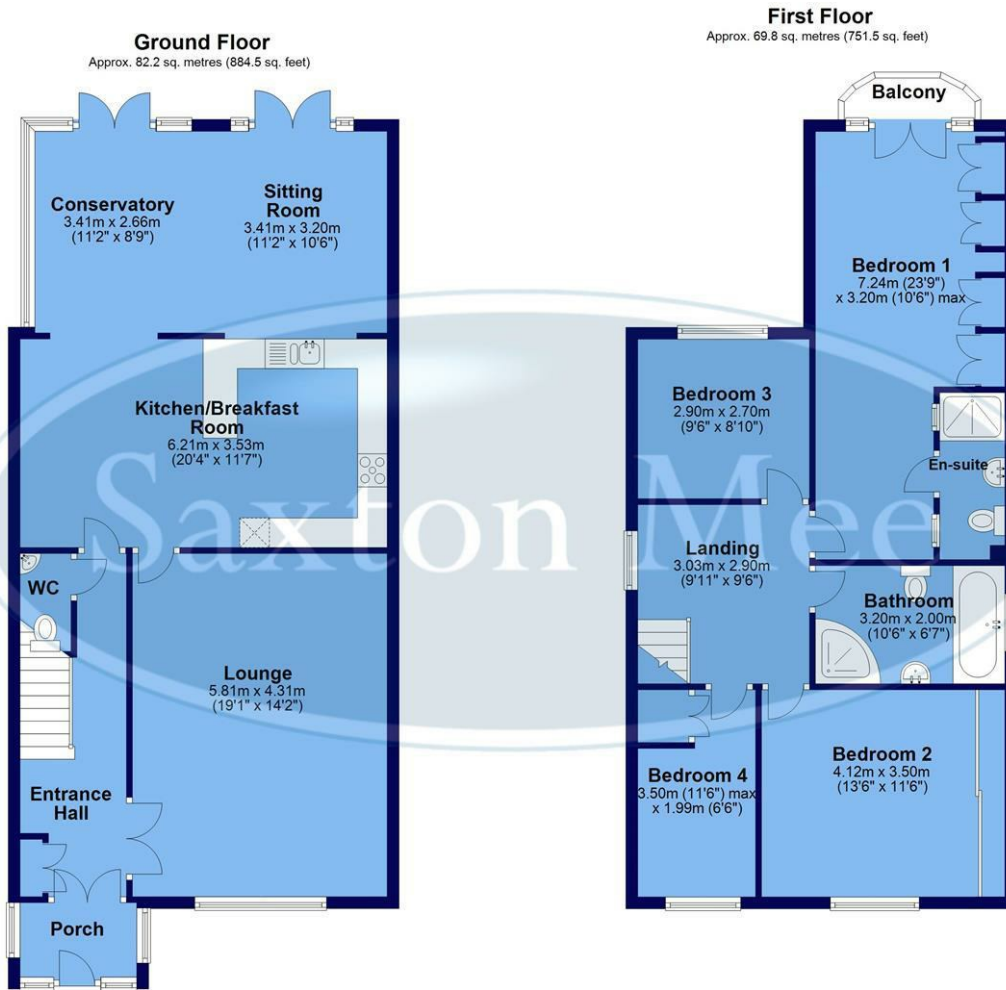 Ground Floor
Approx. 82.2 sq. metres (884.5 sq. feet)
Conservatory
3.41m x 2.66m
(11'2" x 8'9")
Sitting
Room
3.41m x 3.20m
(11'2" x 10'6")
Kitchen/Breakfast
Room
6.21m x 3.53m
(20'4" x 11'7")
WC
Lounge
5.81m x 4.31m
(19'1" x 14'2")
Entrance
Hall
Porch
First Floor
Approx. 69.8 sq. metres (751.5 sq. feet)
Balcony
Bedroom 1
7.24m (23'9")
x 3.20m (10'6") max
Bedroom 3
2.90m x 2.70m
(9'6" x 8'10")
En-suite
Landing
3.03m x 2.90m
(9'11" x 9'6")
Bathroom
3.20m x 2.00m
(10'6" x 6'7")
Bedroom 4
3.50m (11'6") max
x 1.99m (6'6")
Bedroom 2
4.12m x 3.50m
(13'6" x 11'6")
Saxton Mee